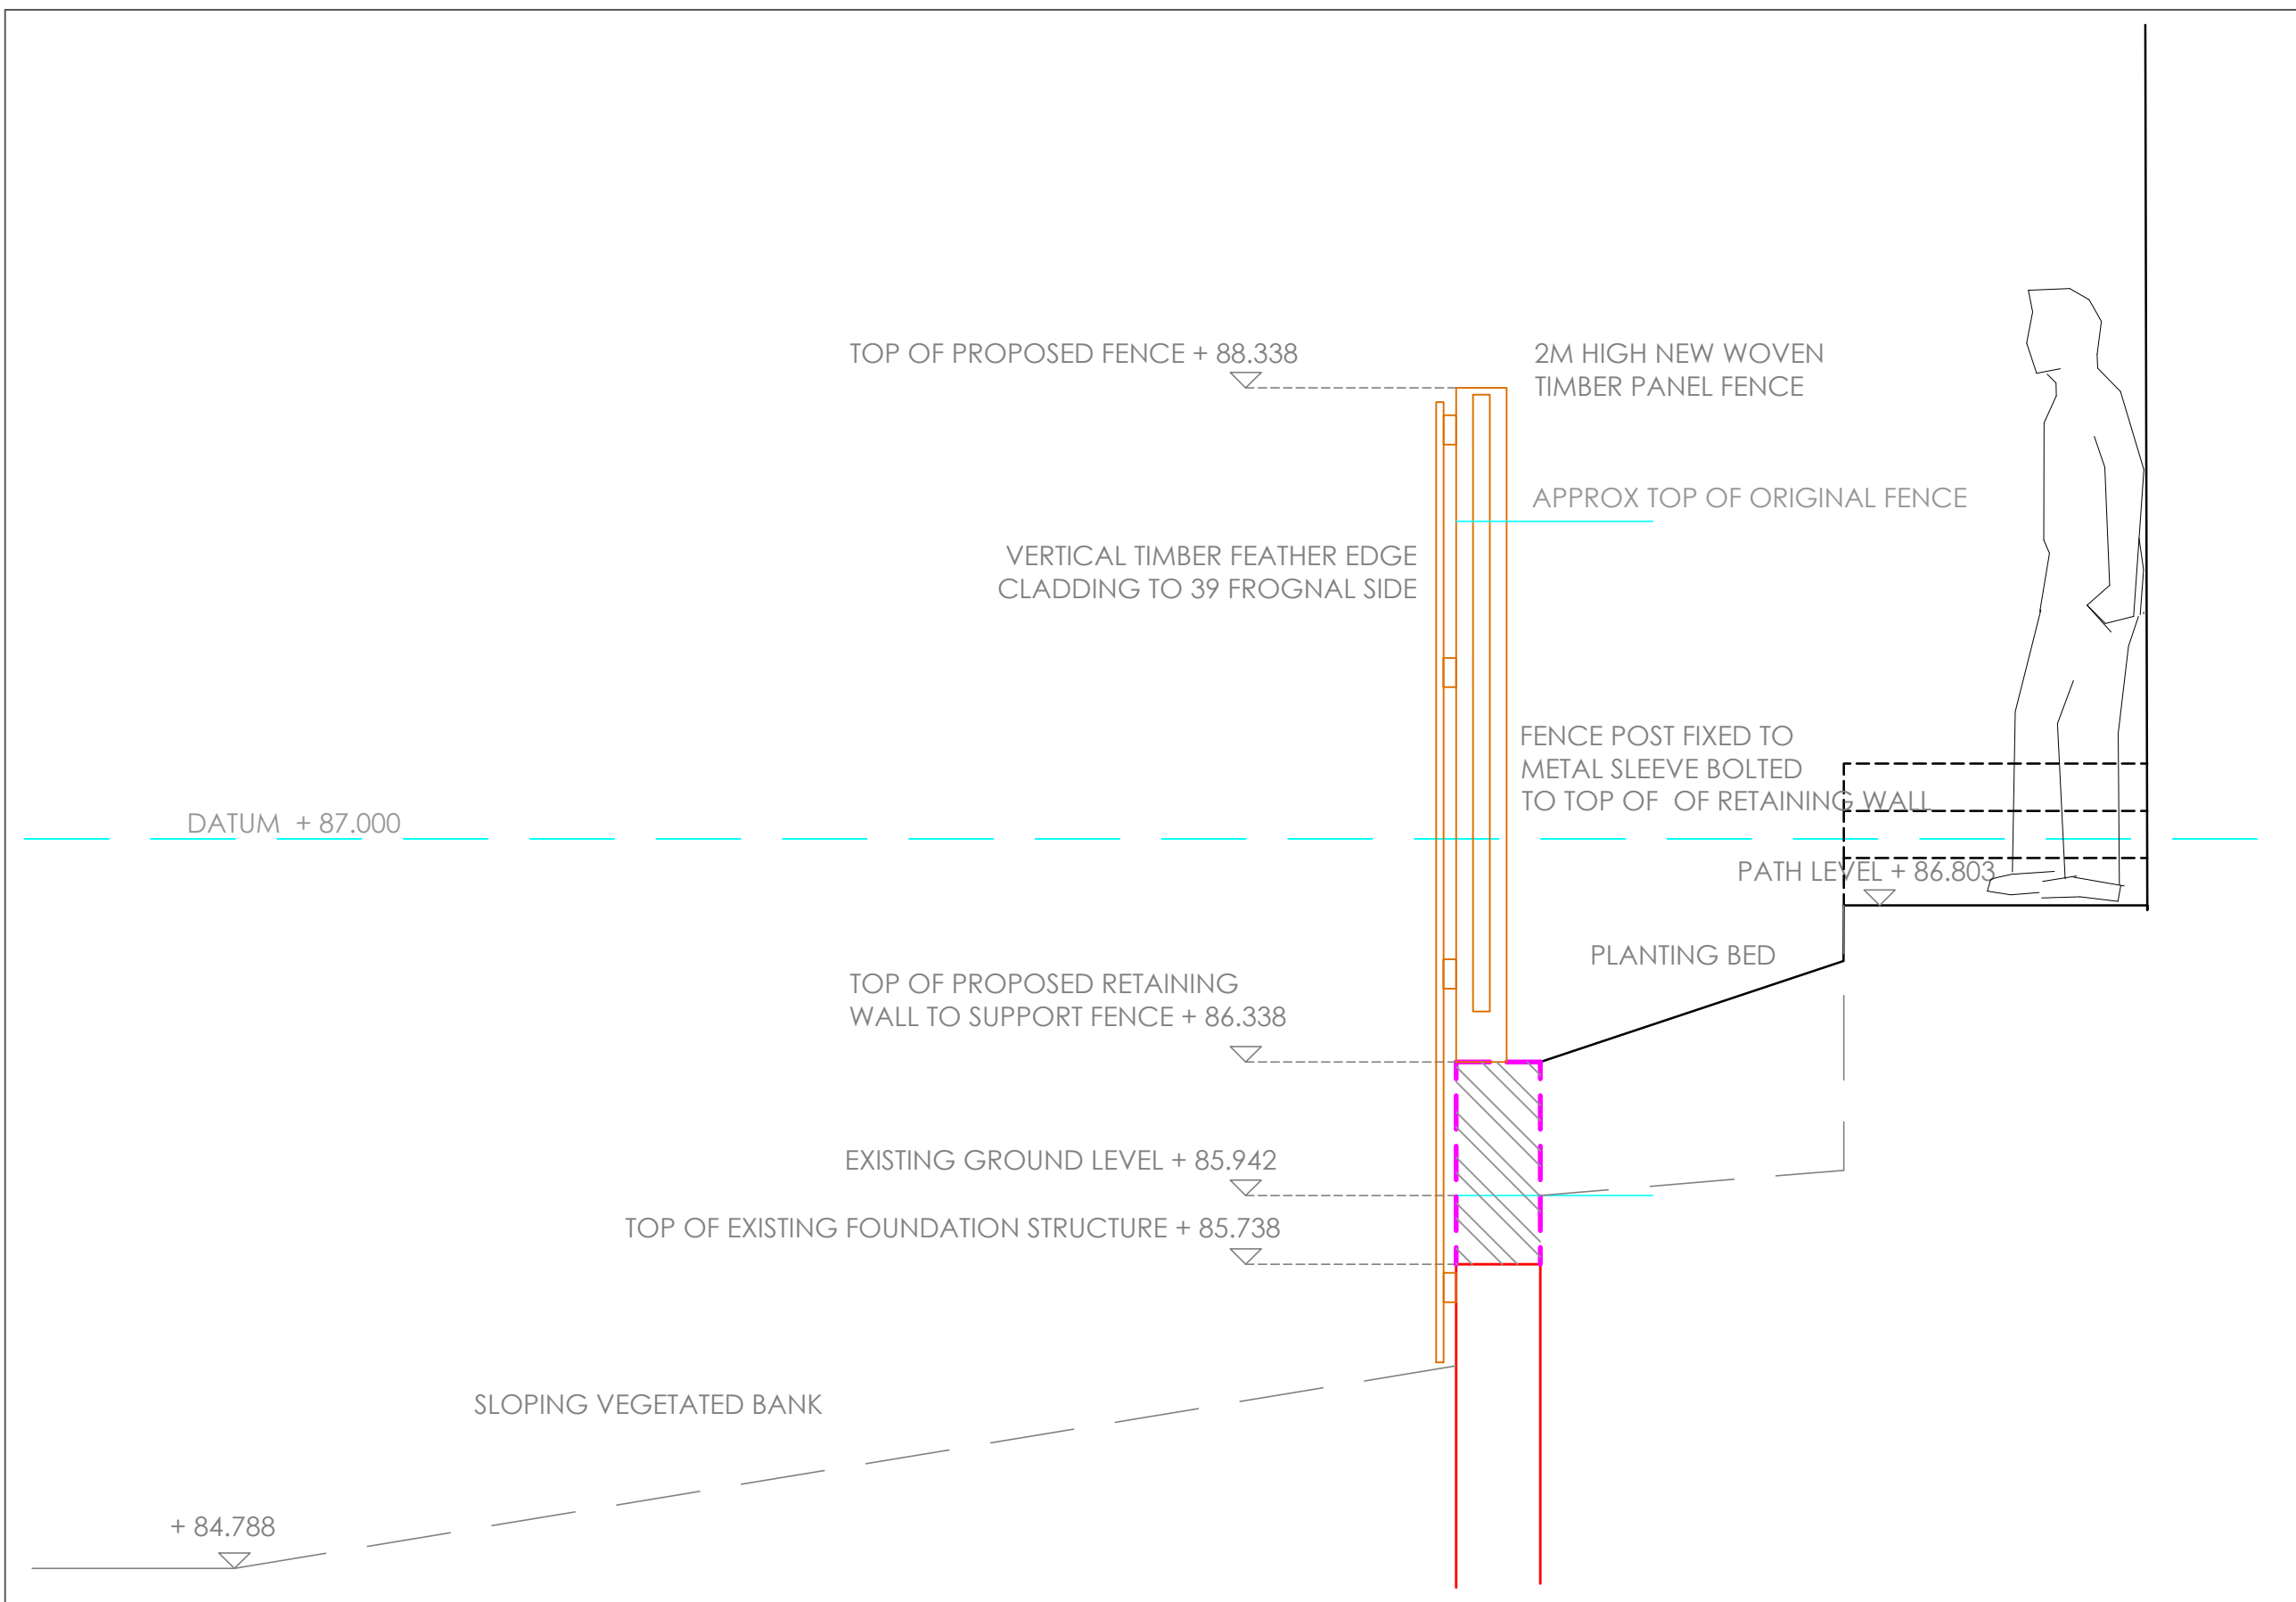 TOP OF PROPOSED FENCE + 88.338
2M HIGH NEW WOVEN
TIMBER PANEL FENCE
APPROX TOP OF ORIGINAL FENCE
VERTICAL TIMBER FEATHER EDGE
CLADDING TO 39 FROGNAL SIDE
FENCE POST FIXED TO
METAL SLEEVE BOLTED
TO TOP OF OF RETAINING WALL
DATUM + 87.000
PATH LEVEL + 86.803
PLANTING BED
TOP OF PROPOSED RETAINING
WALL TO SUPPORT FENCE + 86.338
EXISTING GROUND LEVEL + 85.942
TOP OF EXISTING FOUNDATION STRUCTURE + 85.738
SLOPING VEGETATED BANK
+ 84.788